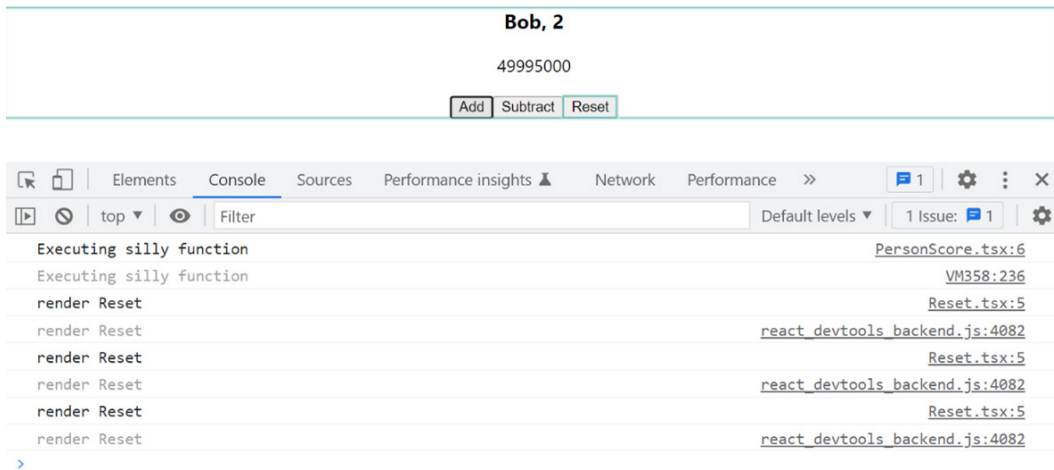 Bob, 2
49995000
Add Subtract Reset
Elements Console Sources Performance insights Network Performance » 1
top ▼ Filter Default levels ▼ 1 Issue: 1
Executing silly function PersonScore.tsx:6
Executing silly function VM358:236
render Reset Reset.tsx:5
render Reset react_devtools_backend.js:4082
render Reset Reset.tsx:5
render Reset react_devtools_backend.js:4082
render Reset Reset.tsx:5
render Reset react_devtools_backend.js:4082
>